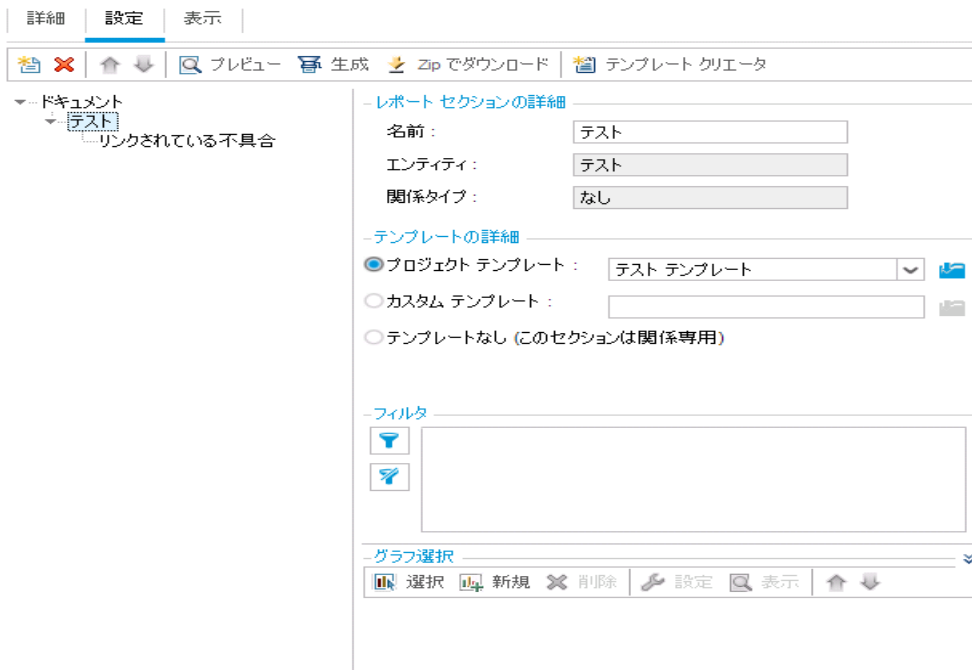 詳細 設定 表示
プレビュー 生成 Zip でダウンロード テンプレート クリエータ
ドキュメント
テスト
リンクされている不具合
レポート セクションの詳細
名前 : テスト
エンティティ : テスト
関係タイプ : なし
テンプレートの詳細
プロジェクト テンプレート : テスト テンプレート
カスタム テンプレート :
テンプレートなし (このセクションは関係専用)
フィルタ
グラフ選択
選択 新規 削除 設定 表示